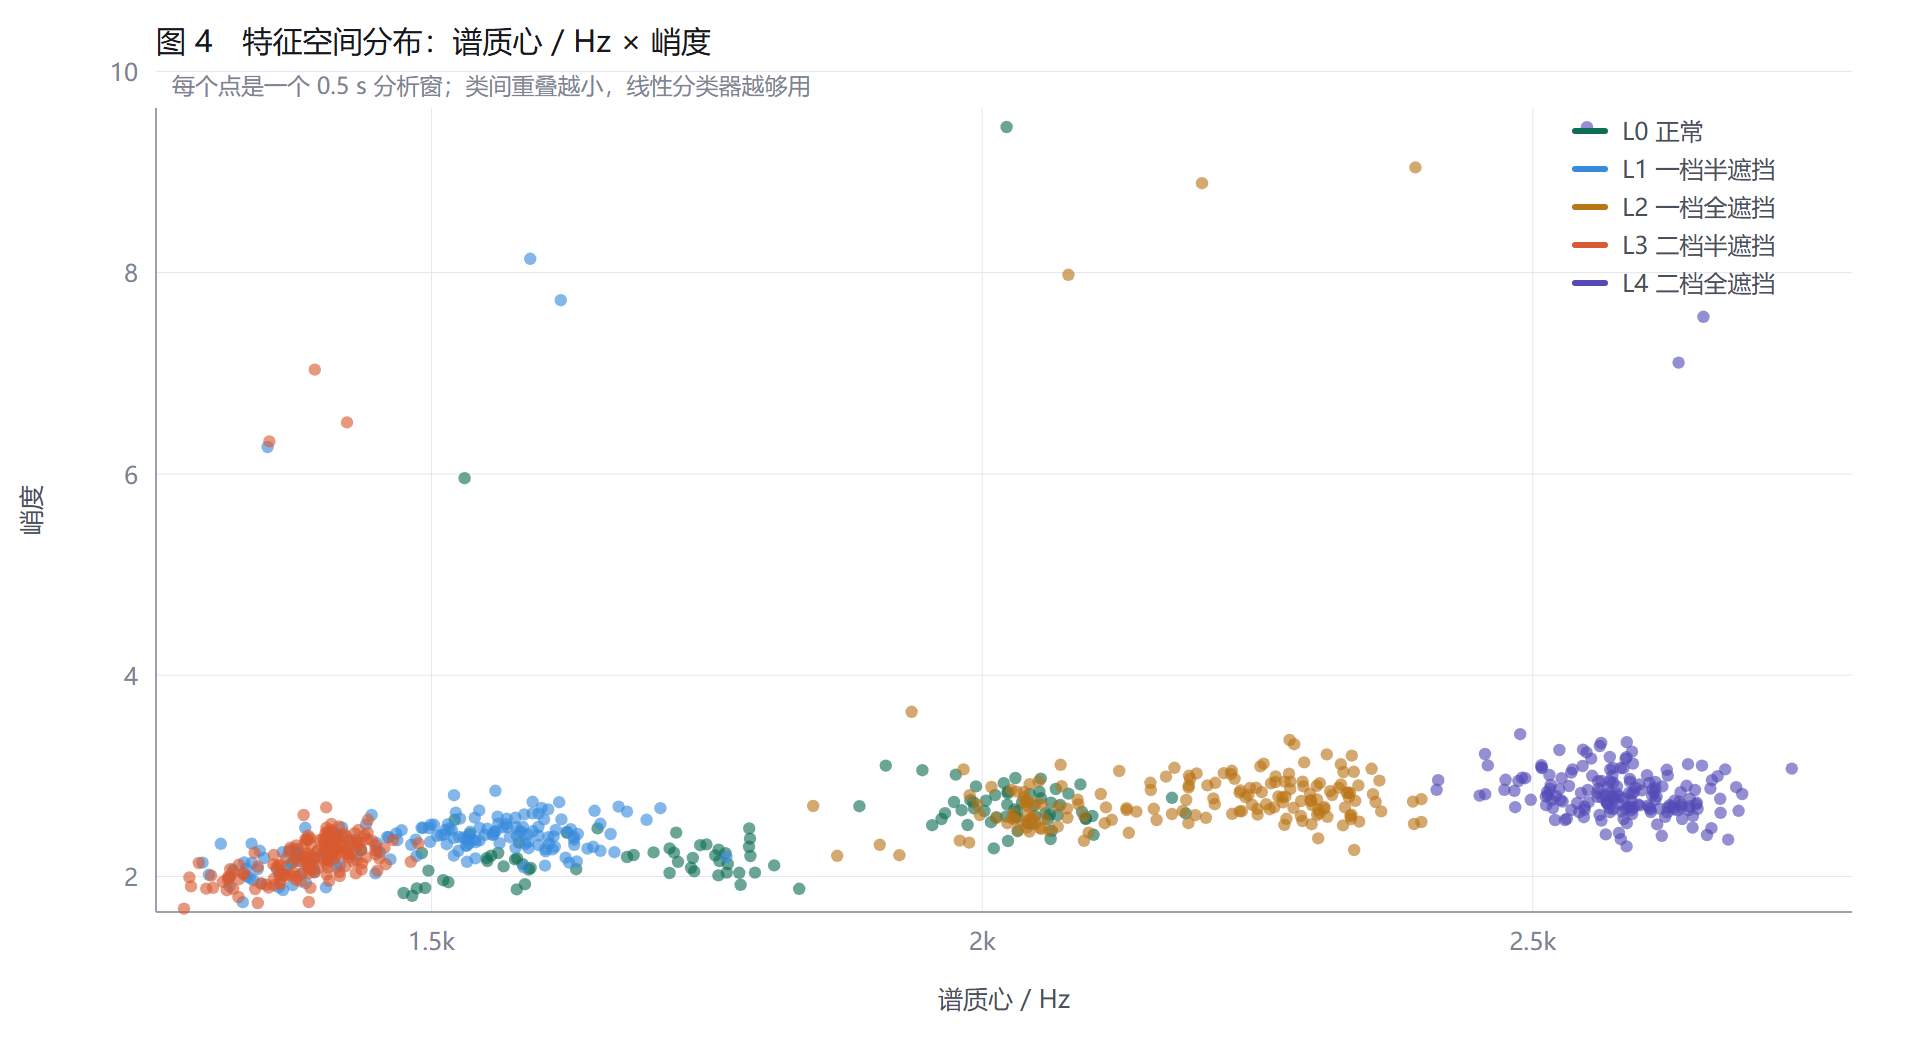 图 4 特征空间分布：谱质心 / Hz × 峭度
每个点是一个 0.5 s 分析窗；类间重叠越小，线性分类器越够用
10
8
6
4
2
峭度
L0 正常
L1 一档半遮挡
L2 一档全遮挡
L3 二档半遮挡
L4 二档全遮挡
1.5k
2k
2.5k
谱质心 / Hz